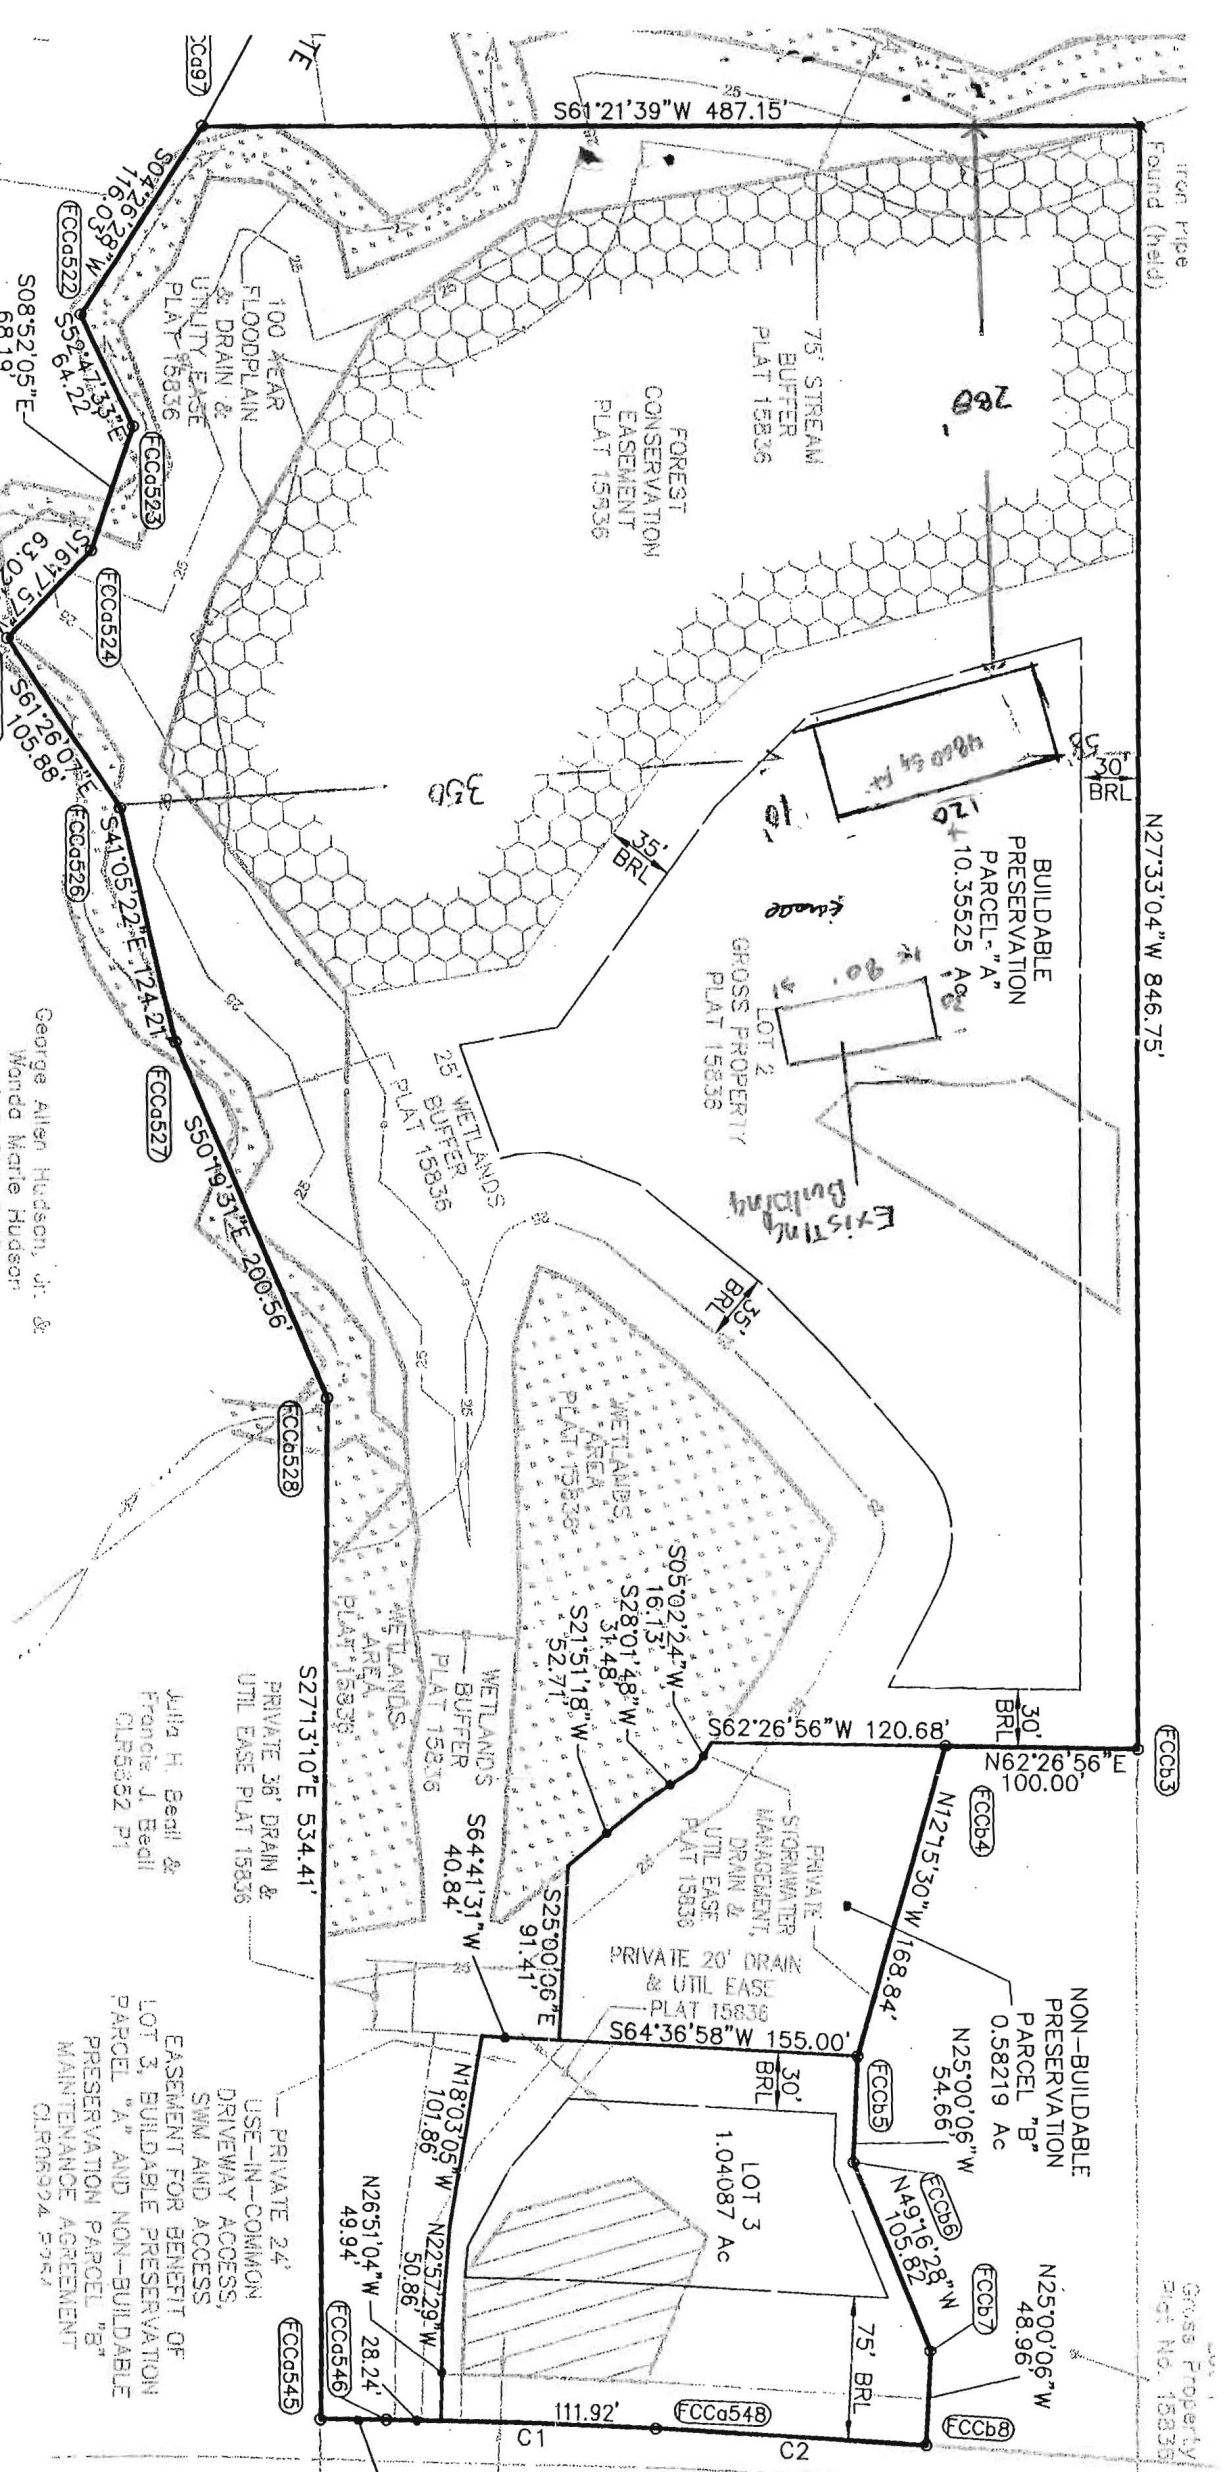 FCCa97
TE
S61°21'39"W 487.15'
25
Iron Pipe
Found (held)
S04°26'28"W
116.03'
FCCa522
S52°47'33"E
64.22'
S08°52'05"E
68.19'
FCCa523
FCCa524
S61°26'07"E
105.88'
FCCa526
S41°05'22"E 124.21'
FCCa527
S50°19'31"E 200.56'
FCCa528
100 YEAR
FLOODPLAIN
& DRAIN &
UTILITY EASE
PLAT 15836
75' STREAM
BUFFER
PLAT 15836
FOREST
CONSERVATION
EASEMENT
PLAT 15836
280'
350
4800 Sq Ft
120
50
10'
30'
BRL
35'
BRL
N27°33'04"W 846.75'
BUILDABLE
PRESERVATION
PARCEL "A"
10.35525 Ac
LOT 2
GROSS PROPERTY
PLAT 15836
Existing
Building
25' WETLANDS
BUFFER
PLAT 15836
35'
BRL
WETLANDS
AREA
PLAT 15836
George Allen Hudson, Jr. &
Wanda Marie Hudson
S05°02'24"W
16.13'
S28°01'48"W
31.48'
S21°51'18"W
52.71'
WETLANDS
AREA
PLAT 15836
WETLANDS
BUFFER
PLAT 15836
S27°13'10"E 534.41'
PRIVATE 36' DRAIN &
UTIL EASE PLAT 15836
Julia H. Beall &
Francis J. Beall
S62°26'56"W 120.68'
30'
BRL
N62°26'56"E
100.00'
FCCb3
FCCb4
N12°15'30"W 168.84'
PRIVATE
STORMWATER
MANAGEMENT,
DRAIN &
UTIL EASE
PLAT 15836
S64°41'31"W
40.84'
S25°00'06"E
91.41'
PRIVATE 20' DRAIN
& UTIL EASE
PLAT 15836
S64°36'58"W 155.00'
NON-BUILDABLE
PRESERVATION
PARCEL "B"
0.58219 Ac
N25°00'06"W
54.66'
FCCb5
FCCb6
N49°16'28"W
105.82'
FCCb7
N25°00'06"W
48.96'
FCCb8
30'
BRL
LOT 3
1.04087 Ac
75' BRL
N18°03'05"W
101.86'
N22°57'29"W
50.86'
N26°51'04"W
49.94'
28.24'
111.92'
C1
FCCa548
C2
FCCa546
FCCa545
PRIVATE 24'
USE-IN-COMMON
DRIVEWAY ACCESS,
SWM AND ACCESS
EASEMENT FOR BENEFIT OF
LOT 3, BUILDABLE PRESERVATION
PARCEL "A" AND NON-BUILDABLE
PRESERVATION PARCEL "B"
MAINTENANCE AGREEMENT
Gross Property
Plat No. 15836